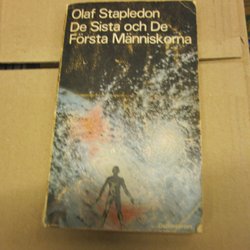 Olaf Stapledon
De Sista och De
Första Människorna